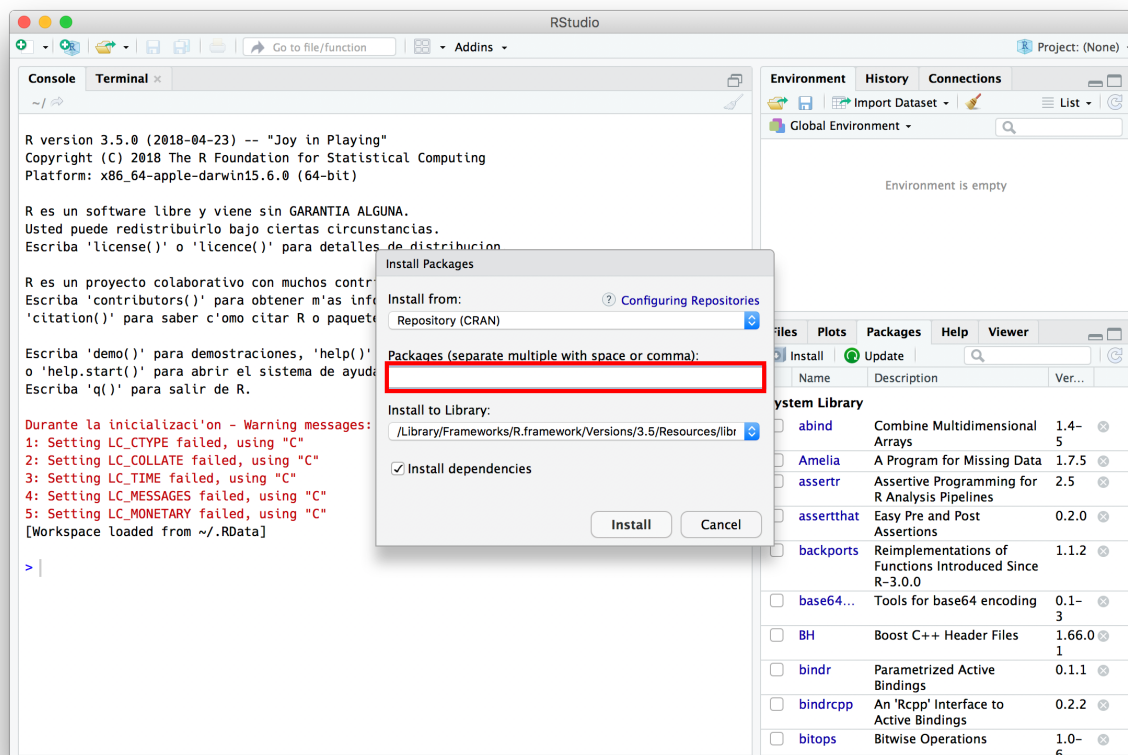 RStudio
Go to file/function
Addins
Project: (None)
Console
Terminal
~/
R version 3.5.0 (2018-04-23) -- "Joy in Playing"
Copyright (C) 2018 The R Foundation for Statistical Computing
Platform: x86_64-apple-darwin15.6.0 (64-bit)
R es un software libre y viene sin GARANTIA ALGUNA.
Usted puede redistribuirlo bajo ciertas circunstancias.
Escriba 'license()' o 'licence()' para detalles de distribucion
R es un proyecto colaborativo con muchos
Escriba 'contributors()' para obtener m'as
'citation()' para saber c'omo citar R o
Escriba 'demo()' para demostraciones, 'help()'
o 'help.start()' para abrir el sistema de
Escriba 'q()' para salir de R.
Durante la inicializaci'on - Warning messages:
1: Setting LC_CTYPE failed, using "C"
2: Setting LC_COLLATE failed, using "C"
3: Setting LC_TIME failed, using "C"
4: Setting LC_MESSAGES failed, using "C"
5: Setting LC_MONETARY failed, using "C"
[Workspace loaded from ~/.RData]
>
Install Packages
Install from:
? Configuring Repositories
Repository (CRAN)
Packages (separate multiple with space or comma):
Install to Library:
/Library/Frameworks/R.framework/Versions/3.5/Resources/libr
Install dependencies
Install
Cancel
Environment
History
Connections
Import Dataset
List
Global Environment
Environment is empty
Files
Plots
Packages
Help
Viewer
Install
Update
Name
Description
Ver...
System Library
abind
Combine Multidimensional
Arrays
1.4-
5
Amelia
A Program for Missing Data
1.7.5
assertr
Assertive Programming for
R Analysis Pipelines
2.5
assertthat
Easy Pre and Post
Assertions
0.2.0
backports
Reimplementations of
Functions Introduced Since
R-3.0.0
1.1.2
base64...
Tools for base64 encoding
0.1-
3
BH
Boost C++ Header Files
1.66.0
1
bindr
Parametrized Active
Bindings
0.1.1
bindrcpp
An 'Rcpp' Interface to
Active Bindings
0.2.2
bitops
Bitwise Operations
1.0-
6